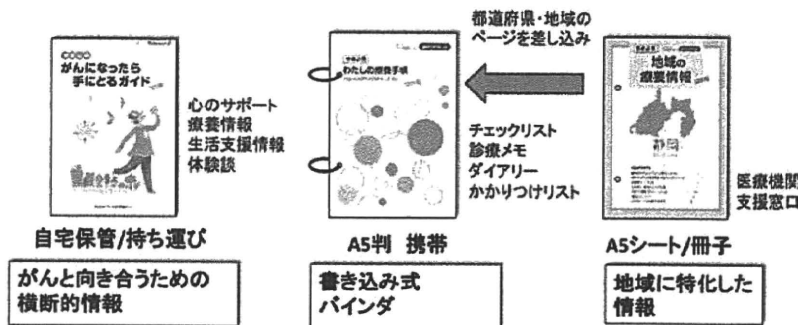 がんになったら
手にとるガイド
心のサポート
療養情報
生活支援情報
体験談
自宅保管/持ち運び
がんと向き合うための
横断的情報
わたしの療養手帳
都道府県・地域の
ページを差し込み
チェックリスト
診療メモ
ダイアリー
かかりつけリスト
A5判 携帯
書き込み式
バインダ
地域の
療養情報
静岡
医療機関
支援窓口
A5シート/冊子
地域に特化した
情報